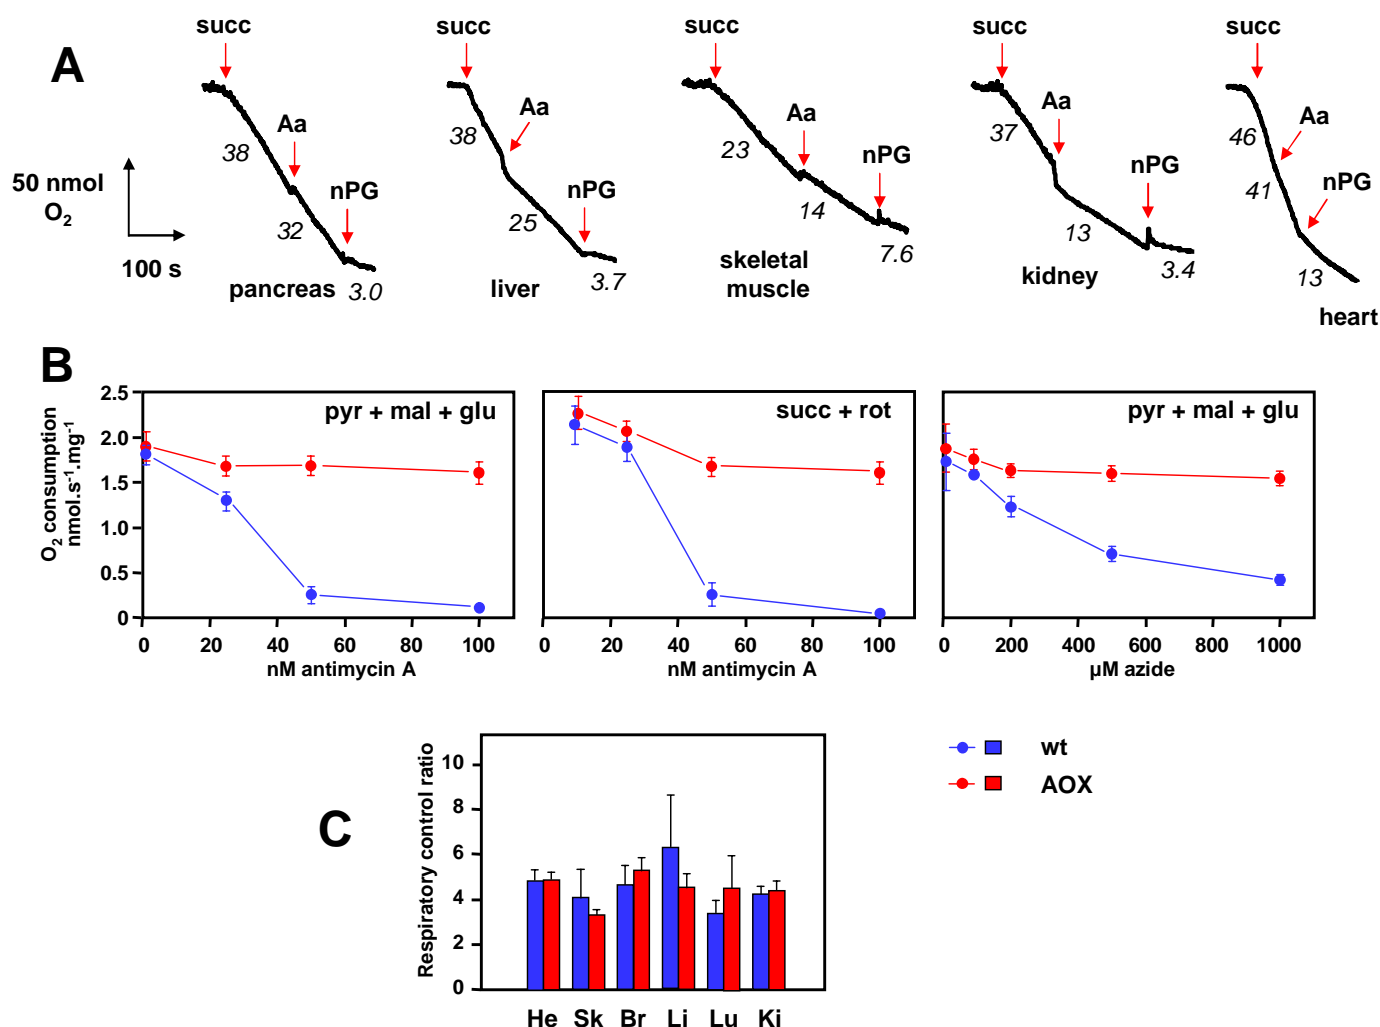 A
succ
Aa
nPG
38
32
3.0
pancreas
50 nmol
O2
100 s
succ
Aa
nPG
38
25
3.7
liver
succ
Aa
nPG
23
14
7.6
skeletal
muscle
succ
Aa
nPG
37
13
3.4
kidney
succ
Aa
nPG
46
41
13
heart
B
O2 consumption
nmol.s-1.mg-1
2.5
2.0
1.5
1.0
0.5
0
pyr + mal + glu
0 20 40 60 80 100
nM antimycin A
succ + rot
0 20 40 60 80 100
nM antimycin A
pyr + mal + glu
0 200 400 600 800 1000
µM azide
C
Respiratory control ratio
10
8
6
4
2
0
He Sk Br Li Lu Ki
wt
AOX